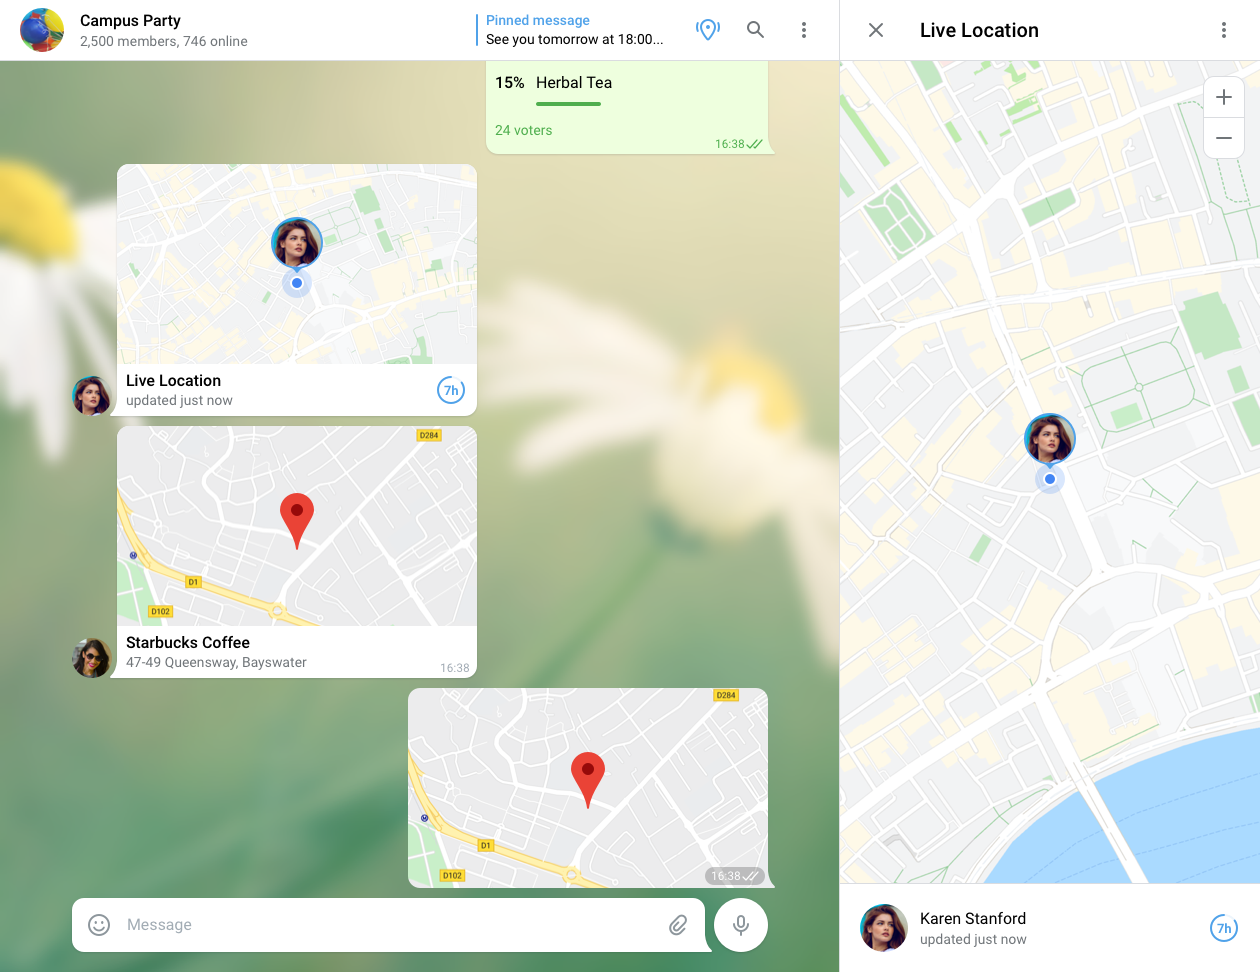 Campus Party
2,500 members, 746 online
Pinned message
See you tomorrow at 18:00...
15% Herbal Tea
24 voters
16:38
Live Location
updated just now
7h
D284
D1
D102
Starbucks Coffee
47-49 Queensway, Bayswater
16:38
D284
D1
D102
16:38
Message
Live Location
Karen Stanford
updated just now
7h